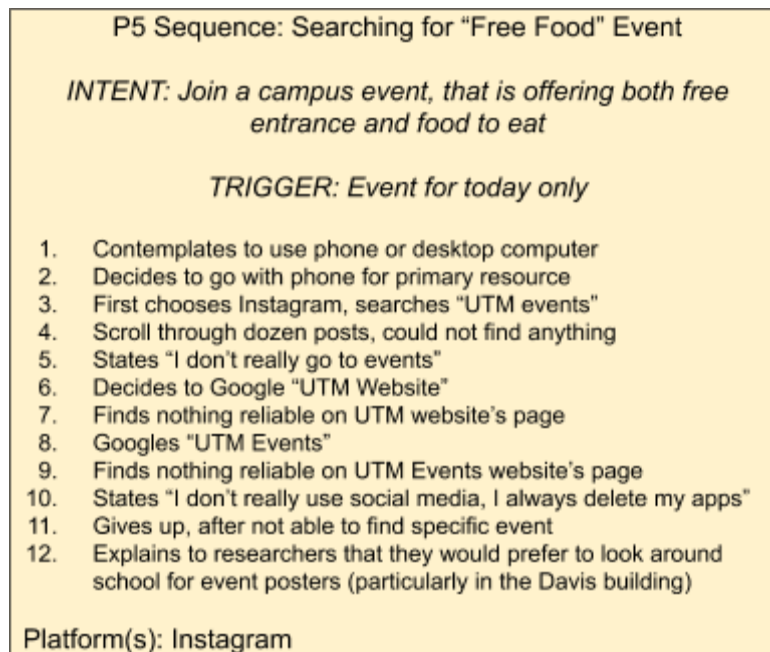 P5 Sequence: Searching for “Free Food” Event
INTENT: Join a campus event, that is offering both free
entrance and food to eat
TRIGGER: Event for today only
1. Contemplates to use phone or desktop computer
2. Decides to go with phone for primary resource
3. First chooses Instagram, searches “UTM events”
4. Scroll through dozen posts, could not find anything
5. States “I don’t really go to events”
6. Decides to Google “UTM Website”
7. Finds nothing reliable on UTM website’s page
8. Googles “UTM Events”
9. Finds nothing reliable on UTM Events website’s page
10. States “I don’t really use social media, I always delete my apps”
11. Gives up, after not able to find specific event
12. Explains to researchers that they would prefer to look around
school for event posters (particularly in the Davis building)
Platform(s): Instagram